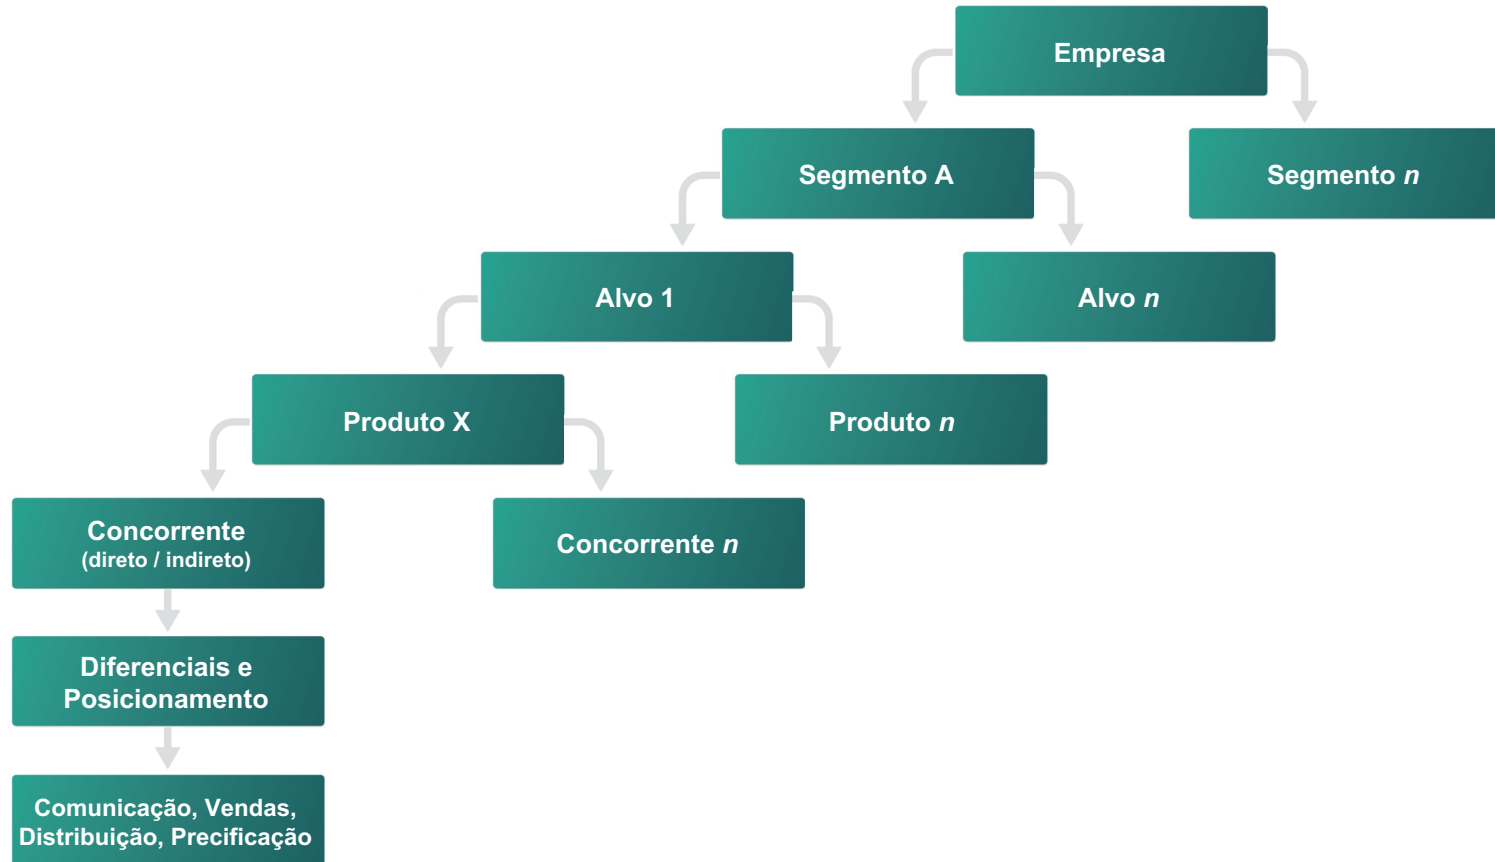 Empresa
Segmento A
Segmento n
Alvo 1
Alvo n
Produto X
Produto n
Concorrente
(direto / indireto)
Concorrente n
Diferenciais e
Posicionamento
Comunicação, Vendas,
Distribuição, Precificação